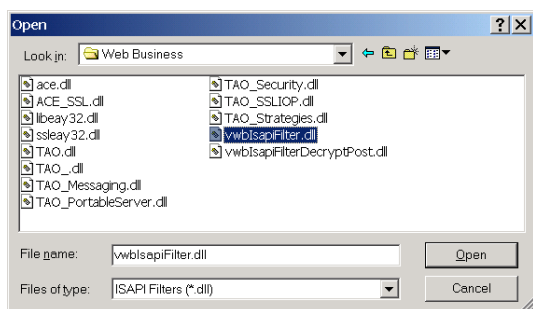 Open
Look in: Web Business
ace.dll
ACE_SSL.dll
libeay32.dll
ssleay32.dll
TAO.dll
TAO_.dll
TAO_Messaging.dll
TAO_PortableServer.dll
TAO_Security.dll
TAO_SSLIOP.dll
TAO_Strategies.dll
vwbIsapiFilter.dll
vwbIsapiFilterDecryptPost.dll
File name: vwbIsapiFilter.dll
Open
Files of type: ISAPI Filters (*.dll)
Cancel